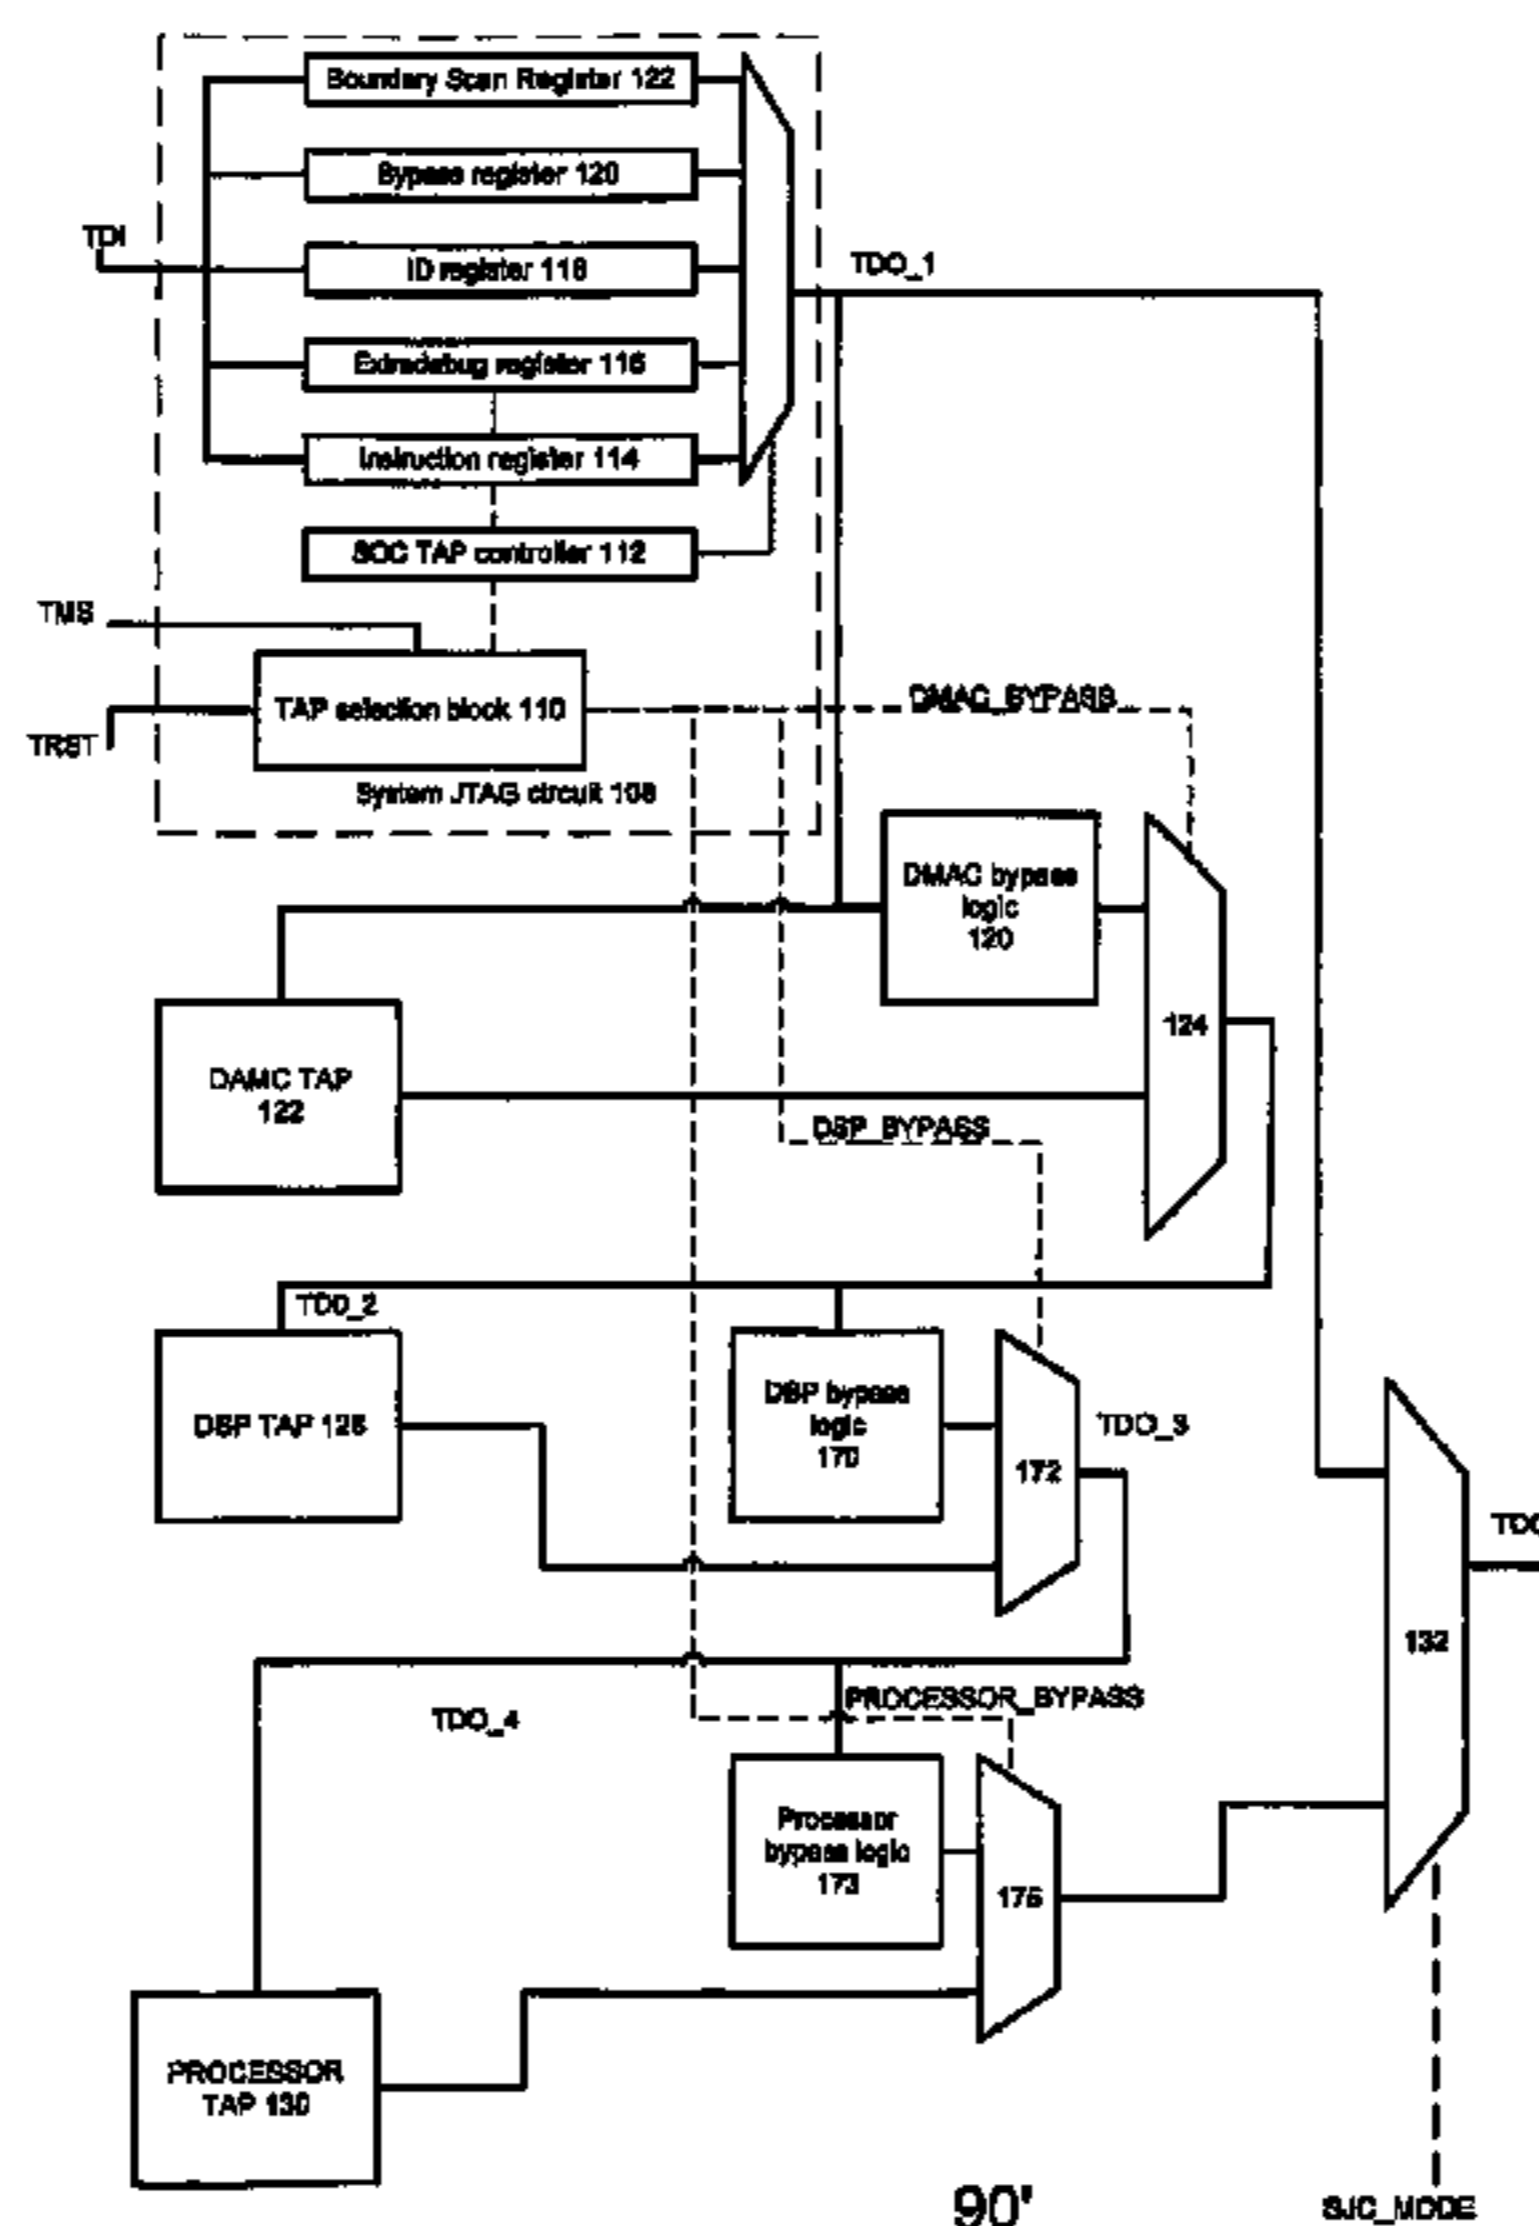 Boundary Scan Register 122
Bypass register 120
TDI
ID register 118
TDO_1
Extradebug register 116
Instruction register 114
SOC TAP controller 112
TMS
TAP selection block 110
DMAC_BYPASS
TRST
System JTAG circuit 108
DMAC bypass
logic
120
124
DAMC TAP
122
DSP_BYPASS
TDO_2
DSP bypass
logic
170
DSP TAP 126
TDO_3
172
TDO
132
PROCESSOR_BYPASS
TDO_4
Processor
bypass logic
173
175
PROCESSOR
TAP 130
90'
SJC_MODE